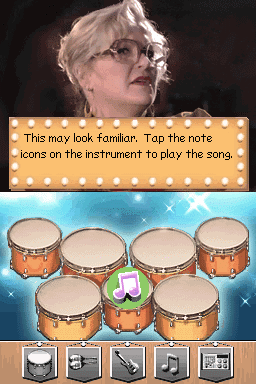 This may look familiar. Tap the note
icons on the instrument to play the song.